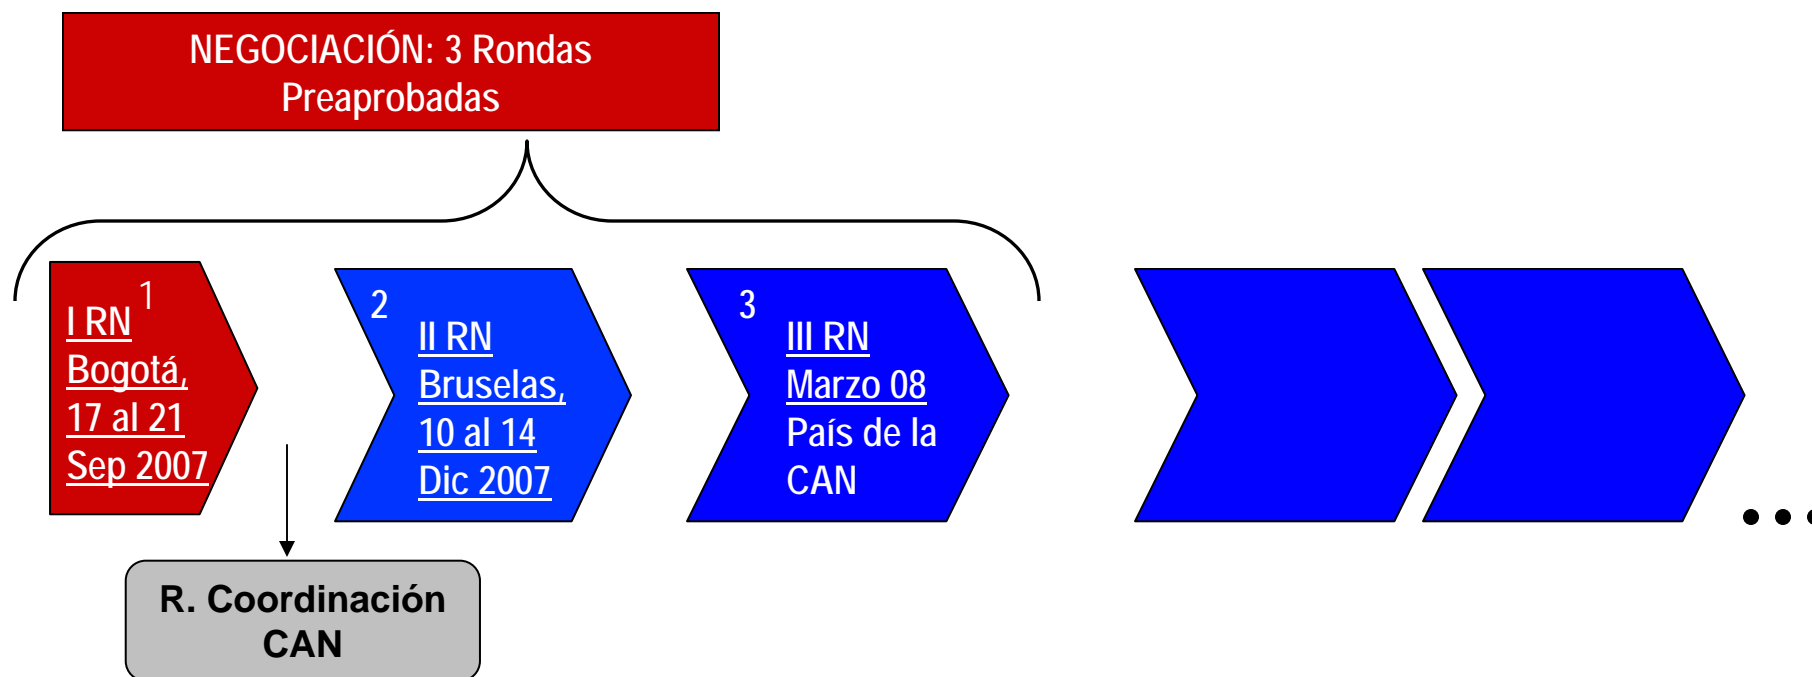 NEGOCIACIÓN: 3 Rondas
Preaprobadas
1
I RN
Bogotá,
17 al 21
Sep 2007
2
II RN
Bruselas,
10 al 14
Dic 2007
3
III RN
Marzo 08
País de la
CAN
R. Coordinación
CAN